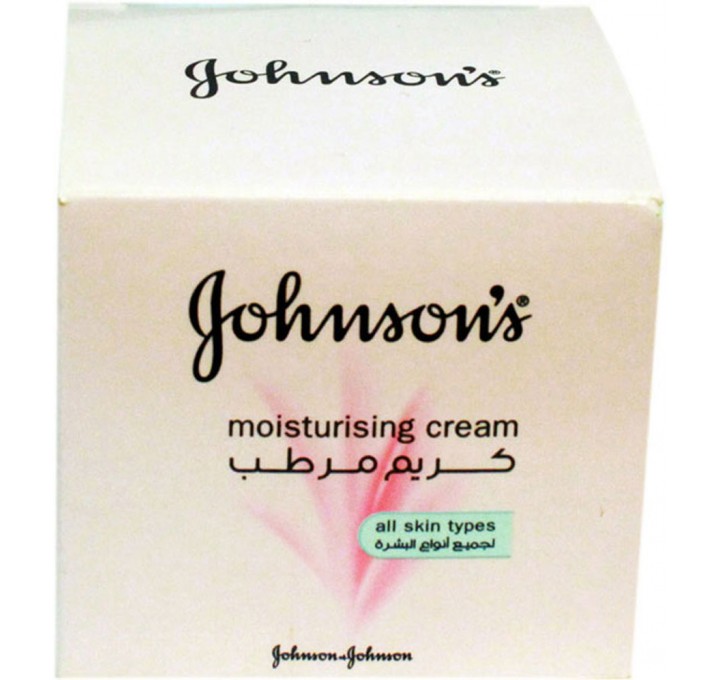 Johnson's®
Johnson's®
moisturising cream
كريم مرطب
all skin types
لجميع أنواع البشرة
Johnson & Johnson